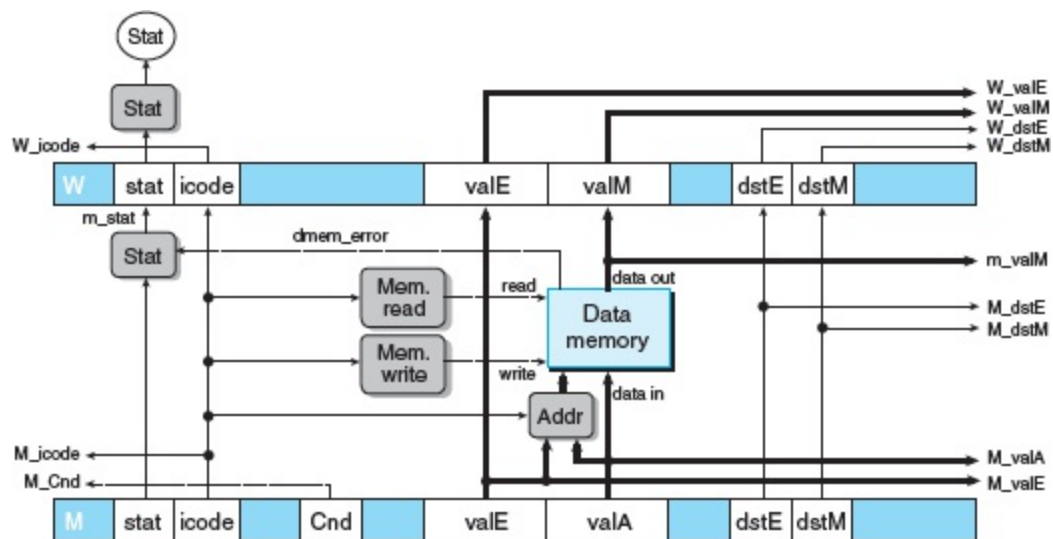 Stat
Stat
W_valE
W_valM
W_dstE
W_icode
W_dstM
W stat icode valE valM dstE dstM
m_stat
dmem_error
Stat
m_valM
data out
Mem. read
read
Data memory
M_dstE
M_dstM
Mem. write
write
data in
Addr
M_icode
M_valA
M_Cnd
M_valE
M stat icode Cnd valE valA dstE dstM